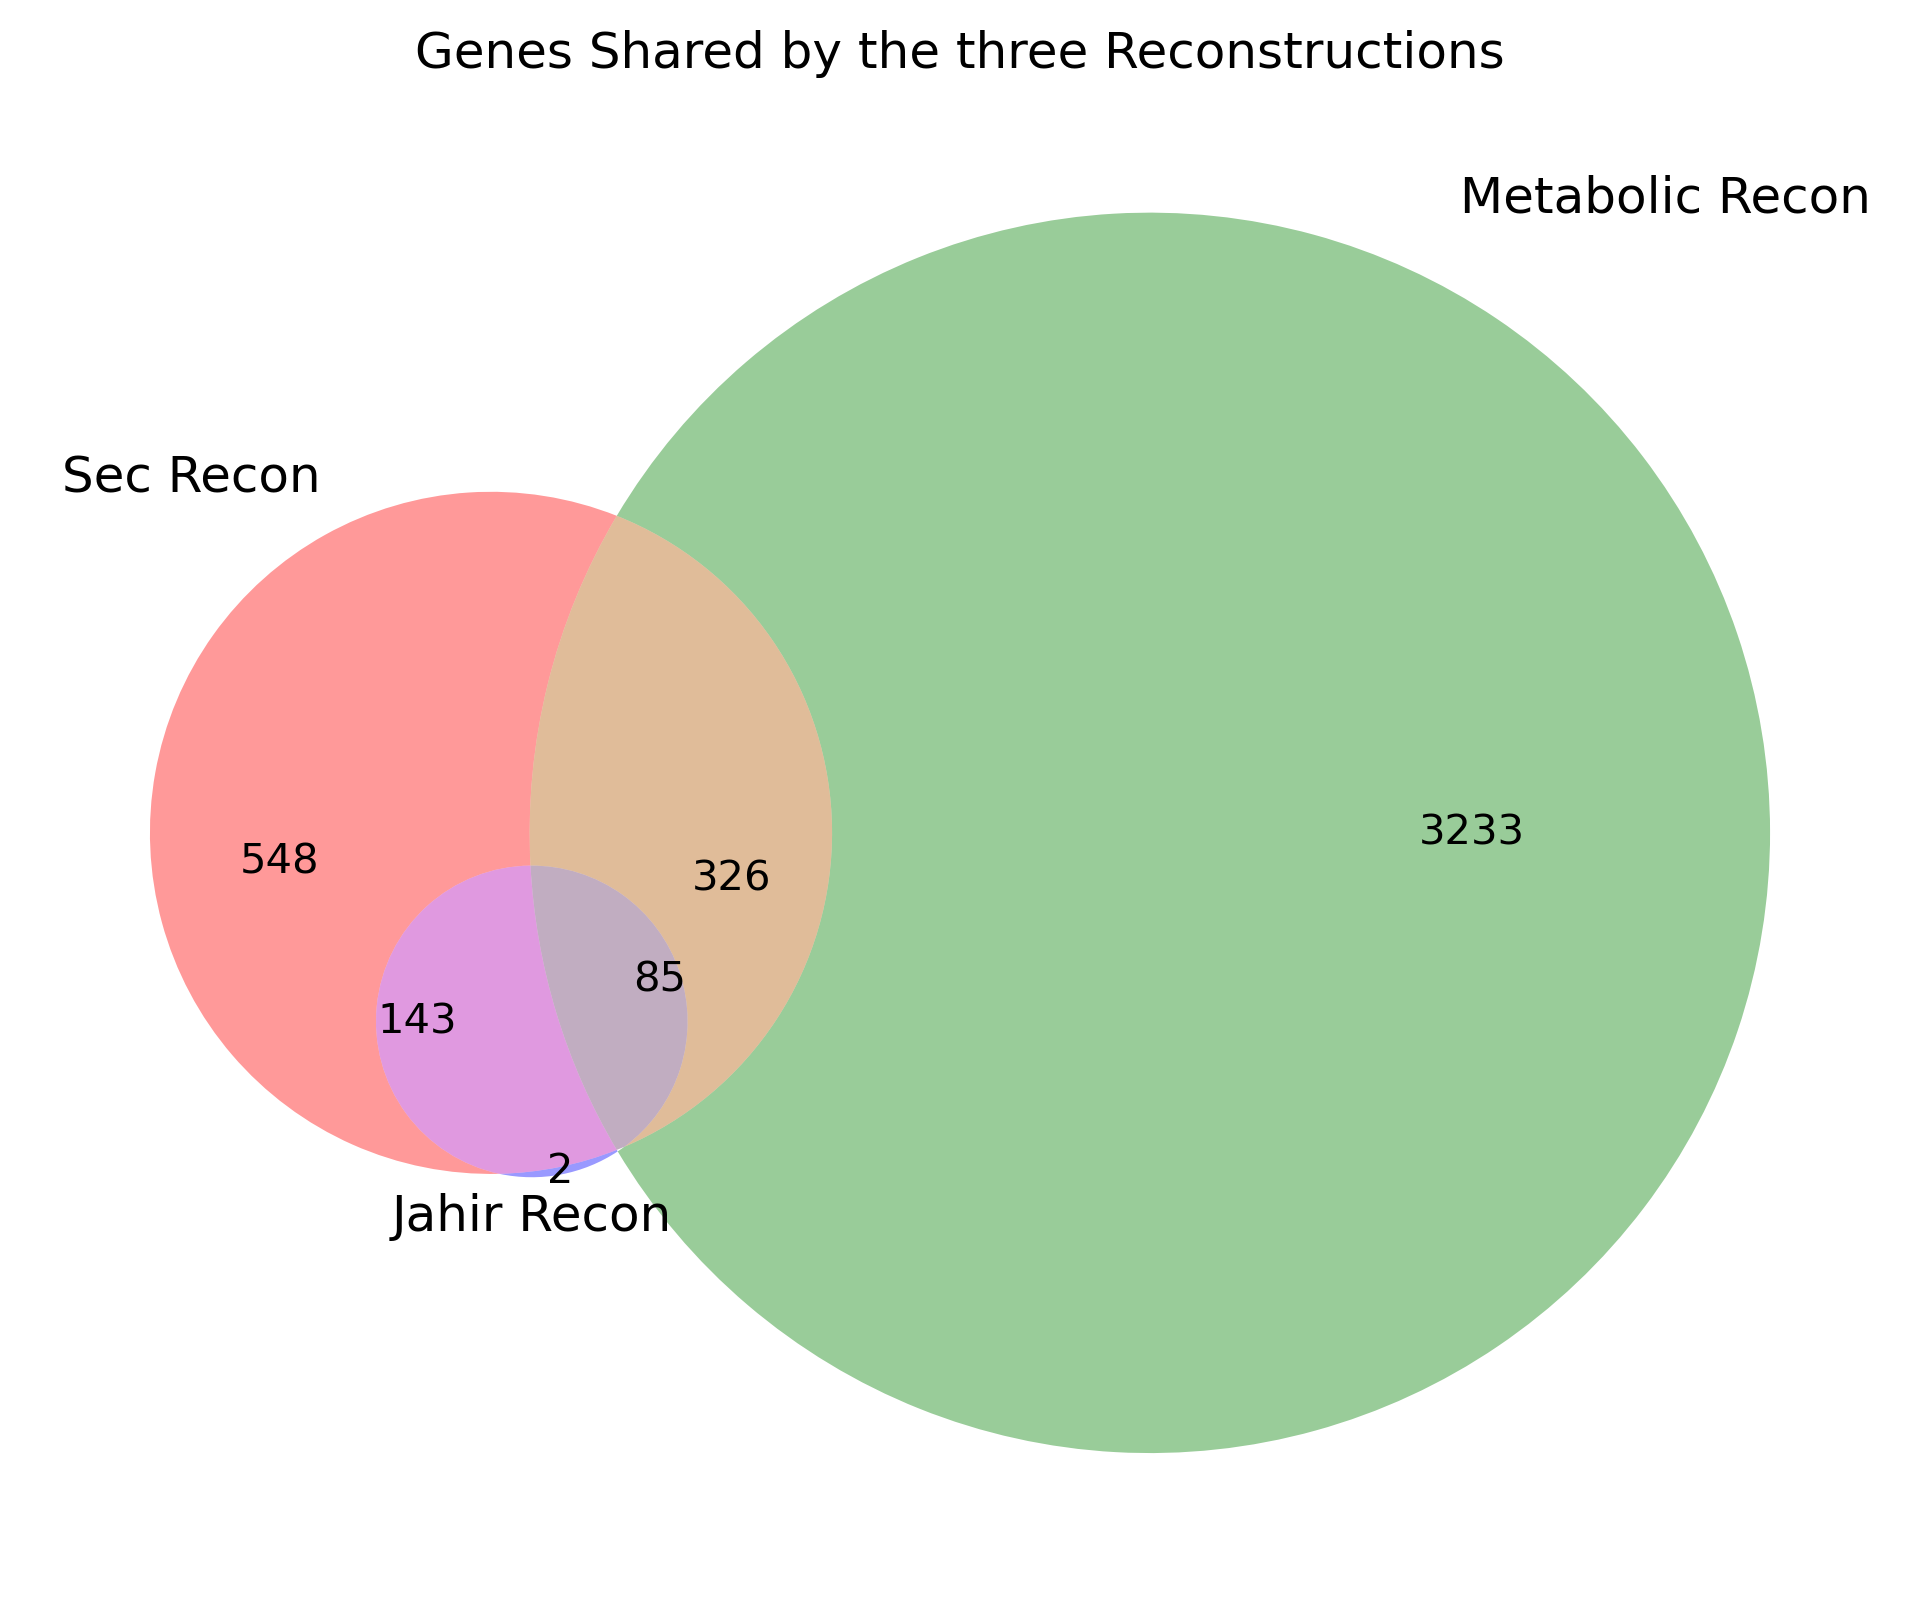 Genes Shared by the three Reconstructions
Metabolic Recon
Sec Recon
3233
548
326
85
143
2
Jahir Recon